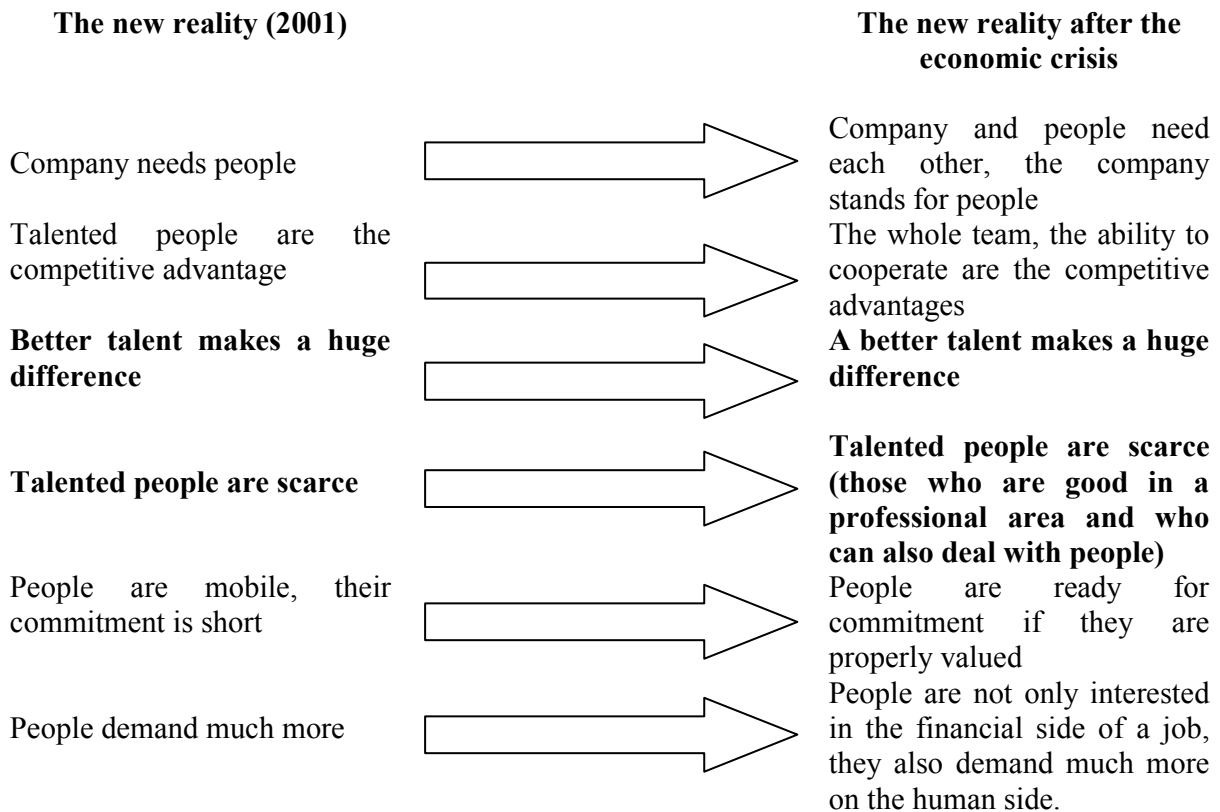 The new reality (2001)
The new reality after the
economic crisis
Company needs people
Company and people need
each other, the company
stands for people
Talented people are the
competitive advantage
The whole team, the ability to
cooperate are the competitive
advantages
Better talent makes a huge
difference
A better talent makes a huge
difference
Talented people are scarce
Talented people are scarce
(those who are good in a
professional area and who
can also deal with people)
People are mobile, their
commitment is short
People are ready for
commitment if they are
properly valued
People demand much more
People are not only interested
in the financial side of a job,
they also demand much more
on the human side.